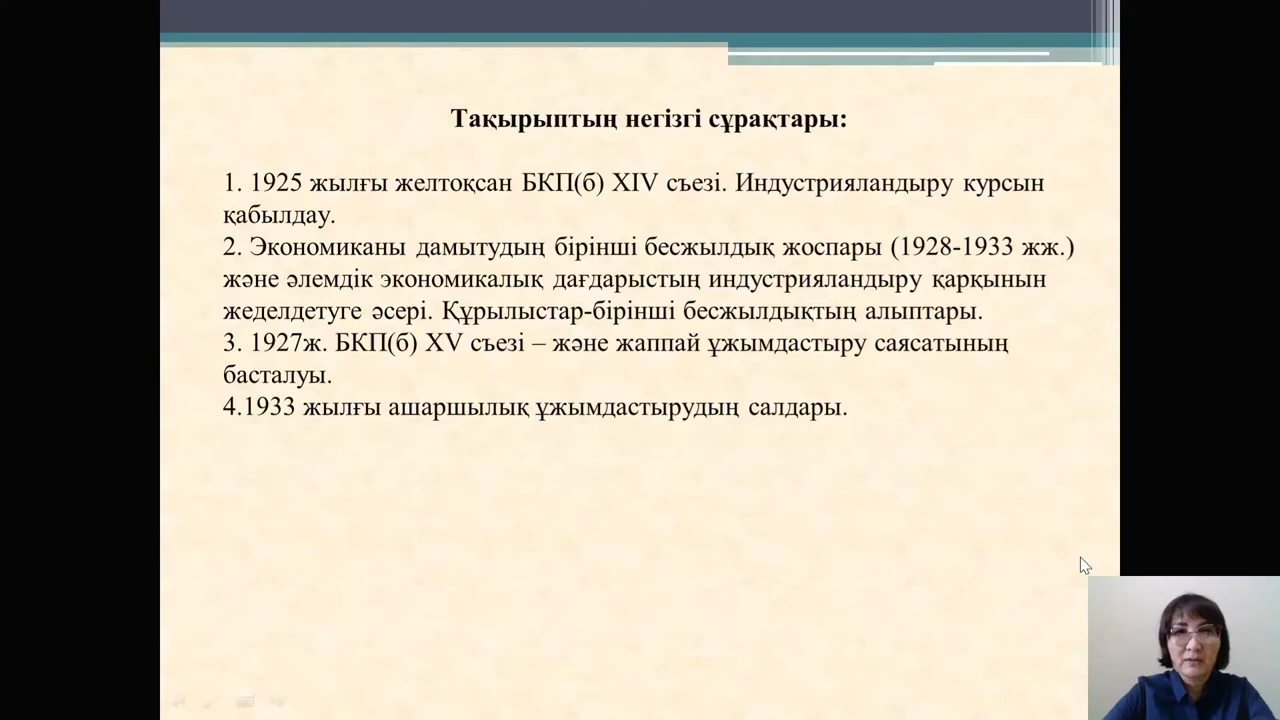 Тақырыптың негізгі сұрақтары:
1. 1925 жылғы желтоқсан БКП(б) XIV съезі. Индустрияландыру курсын
қабылдау.
2. Экономиканы дамытудың бірінші бесжылдық жоспары (1928-1933 жж.)
және әлемдік экономикалық дағдарыстың индустрияландыру қарқынын
жеделдетуге әсері. Құрылыстар-бірінші бесжылдықтың алыптары.
3. 1927ж. БКП(б) XV съезі – және жаппай ұжымдастыру саясатының
басталуы.
4.1933 жылғы ашаршылық ұжымдастырудың салдары.